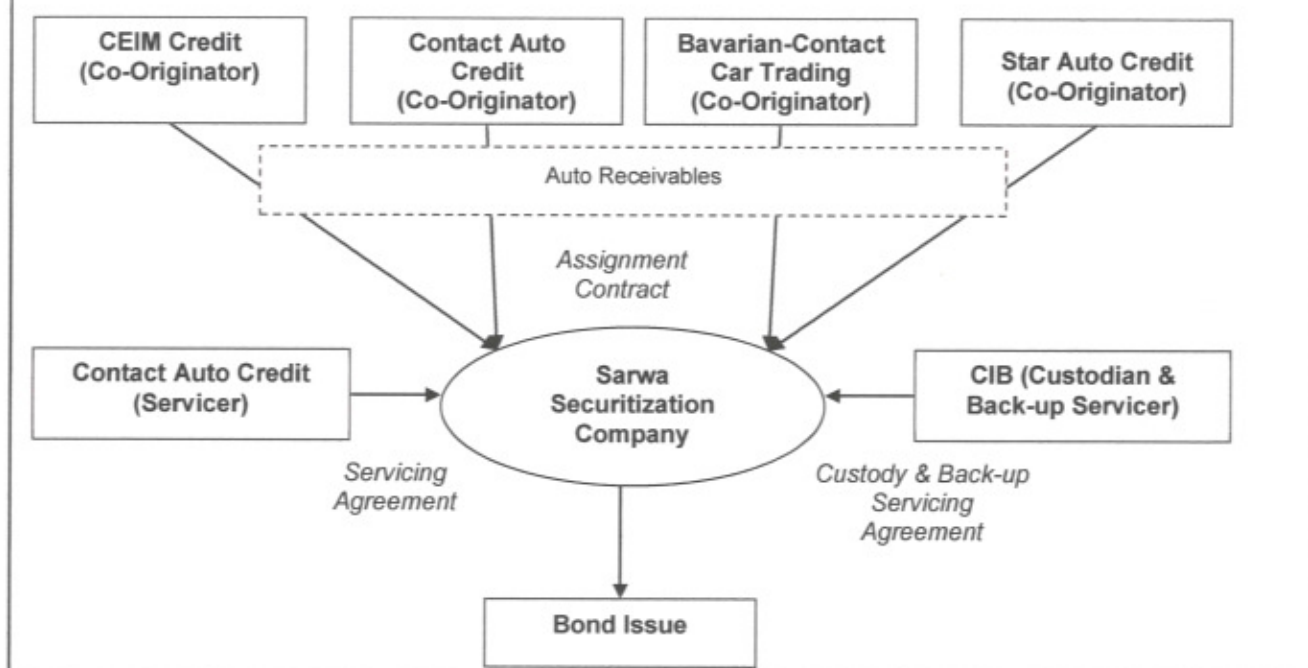 CEIM Credit
(Co-Originator)
Contact Auto
Credit
(Co-Originator)
Bavarian-Contact
Car Trading
(Co-Originator)
Star Auto Credit
(Co-Originator)
Auto Receivables
Assignment
Contract
Contact Auto Credit
(Servicer)
Sarwa
Securitization
Company
CIB (Custodian &
Back-up Servicer)
Servicing
Agreement
Custody & Back-up
Servicing
Agreement
Bond Issue